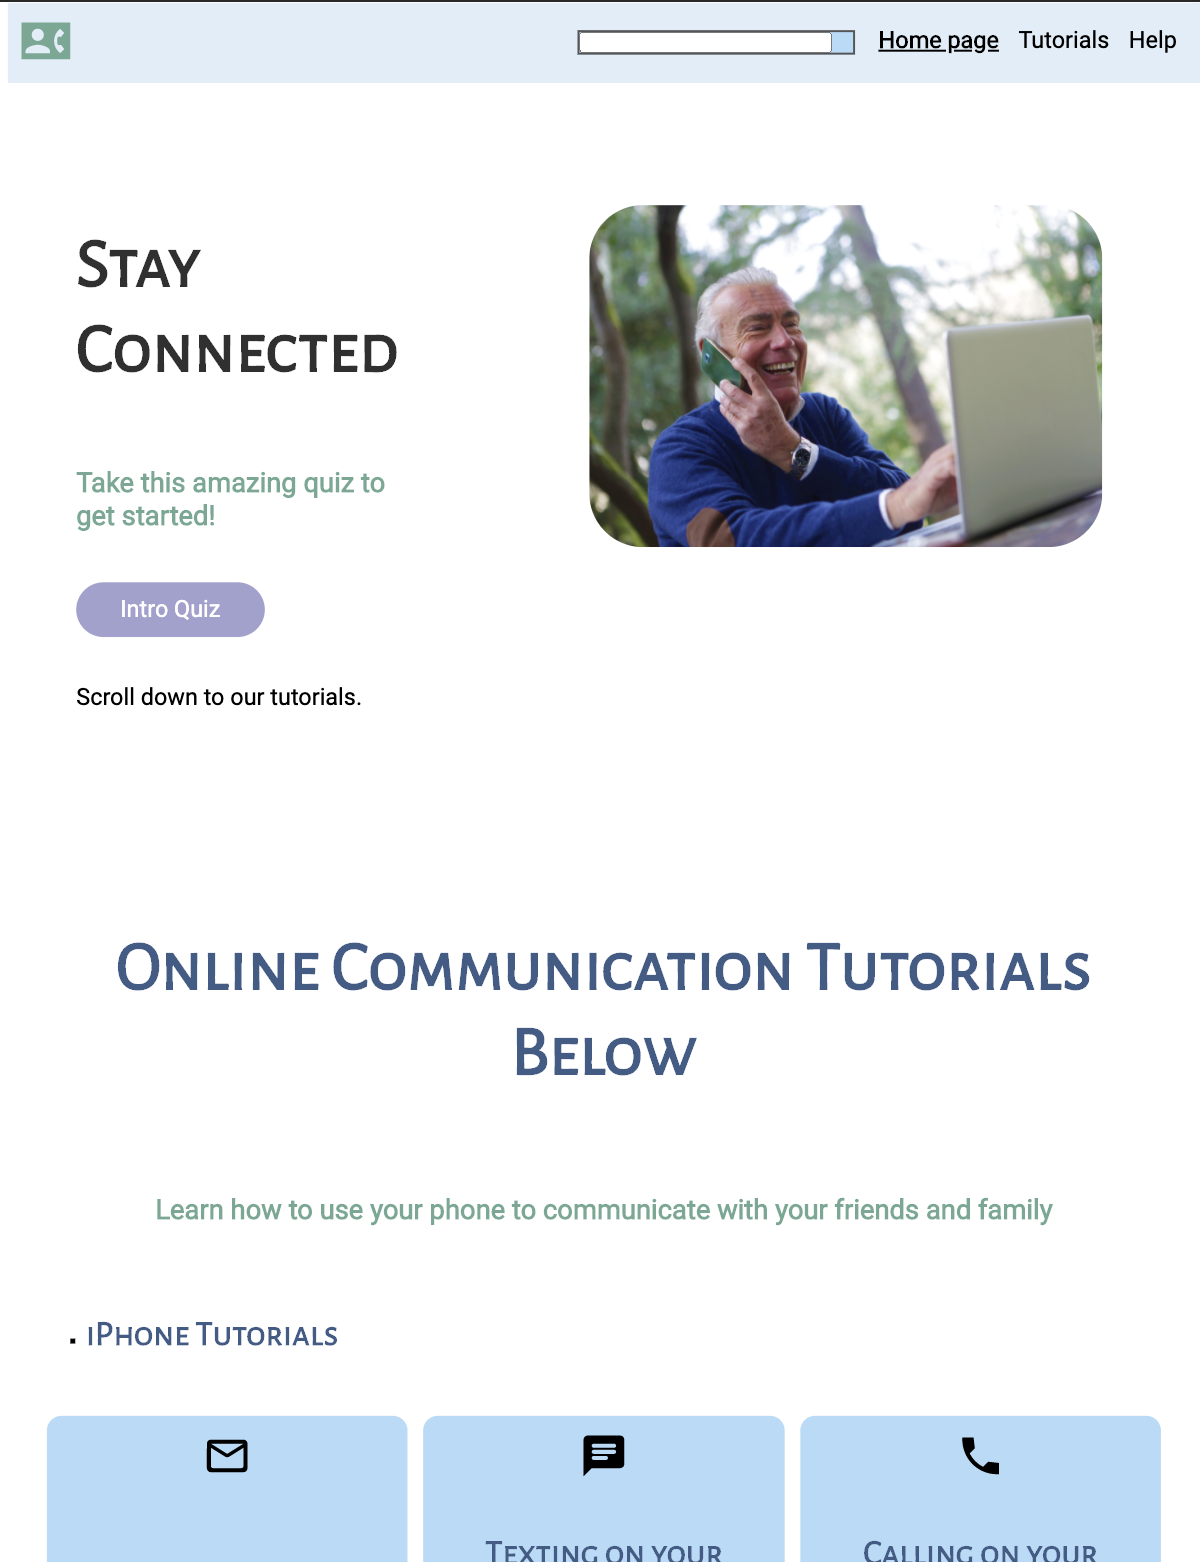 Home page Tutorials Help
Stay
Connected
Take this amazing quiz to
get started!
Intro Quiz
Scroll down to our tutorials.
Online Communication Tutorials
Below
Learn how to use your phone to communicate with your friends and family
iPhone Tutorials
Texting on your
Calling on your